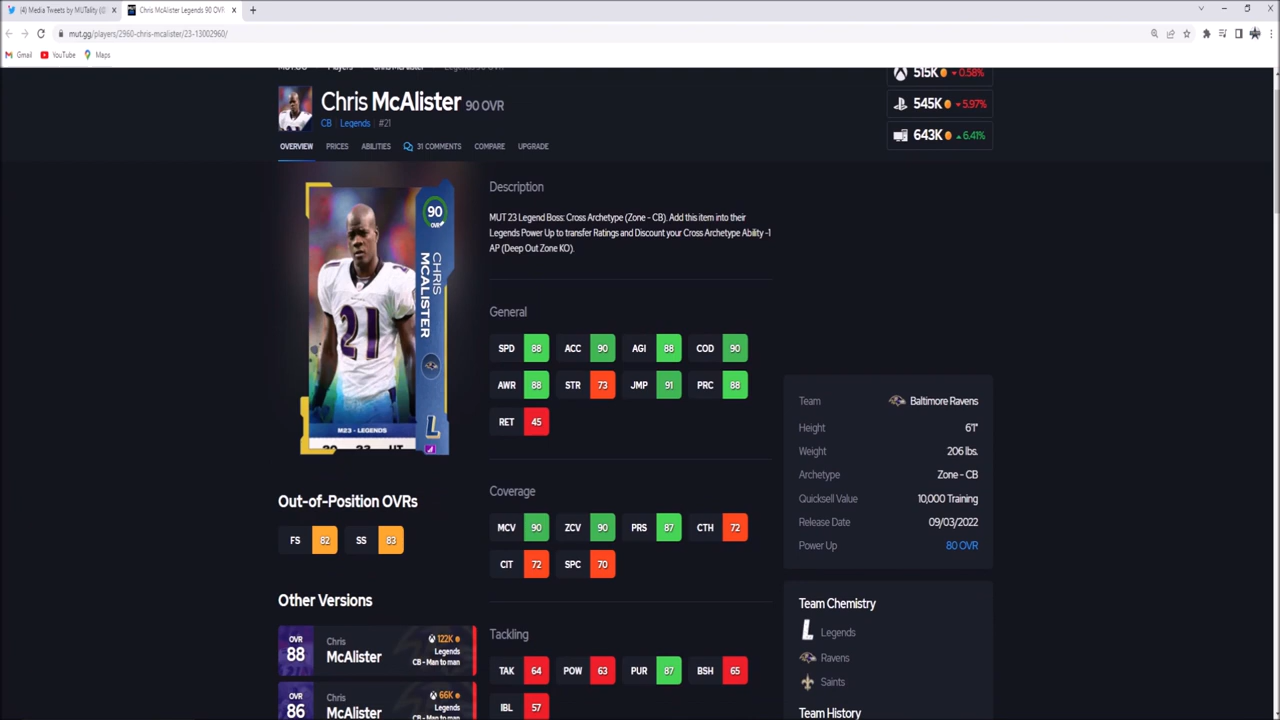 (4) Media Tweets by MUTality (@
Chris McAlister Legends 90 OVR
mut.gg/players/2960-chris-mcalister/23-13002960/
Gmail YouTube Maps
515K 0.58%
Chris McAlister 90 OVR
545K 5.97%
CB Legends #21
643K 6.41%
OVERVIEW PRICES ABILITIES 31 COMMENTS COMPARE UPGRADE
90
OVR
CHRIS
MCALISTER
21
M23 - LEGENDS
L
Description
MUT 23 Legend Boss: Cross Archetype (Zone - CB). Add this item into their
Legends Power Up to transfer Ratings and Discount your Cross Archetype Ability -1
AP (Deep Out Zone KO).
General
SPD 88 ACC 90 AGI 88 COD 90
AWR 88 STR 73 JMP 91 PRC 88
RET 45
Coverage
MCV 90 ZCV 90 PRS 87 CTH 72
CIT 72 SPC 70
Tackling
TAK 64 POW 63 PUR 87 BSH 65
IBL 57
Out-of-Position OVRs
FS 82 SS 83
Other Versions
OVR 88 Chris McAlister 122K Legends CB - Man to man
OVR 86 Chris McAlister 66K Legends CB - Man to man
Team Baltimore Ravens
Height 6'1"
Weight 206 lbs.
Archetype Zone - CB
Quicksell Value 10,000 Training
Release Date 09/03/2022
Power Up 80 OVR
Team Chemistry
Legends
Ravens
Saints
Team History